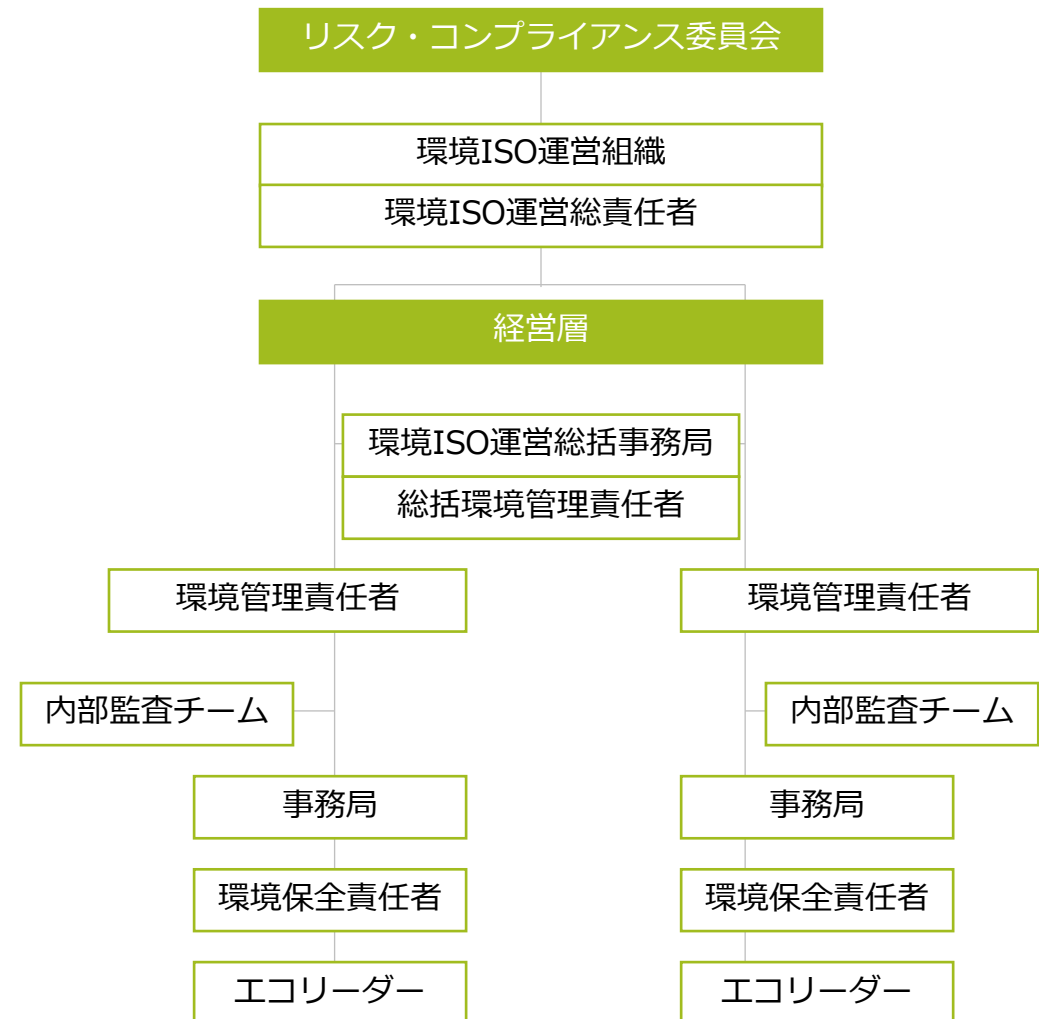 リスク・コンプライアンス委員会
環境ISO運営組織
環境ISO運営総責任者
経営層
環境ISO運営総括事務局
総括環境管理責任者
環境管理責任者
環境管理責任者
内部監査チーム
内部監査チーム
事務局
事務局
環境保全責任者
環境保全責任者
エコリーダー
エコリーダー